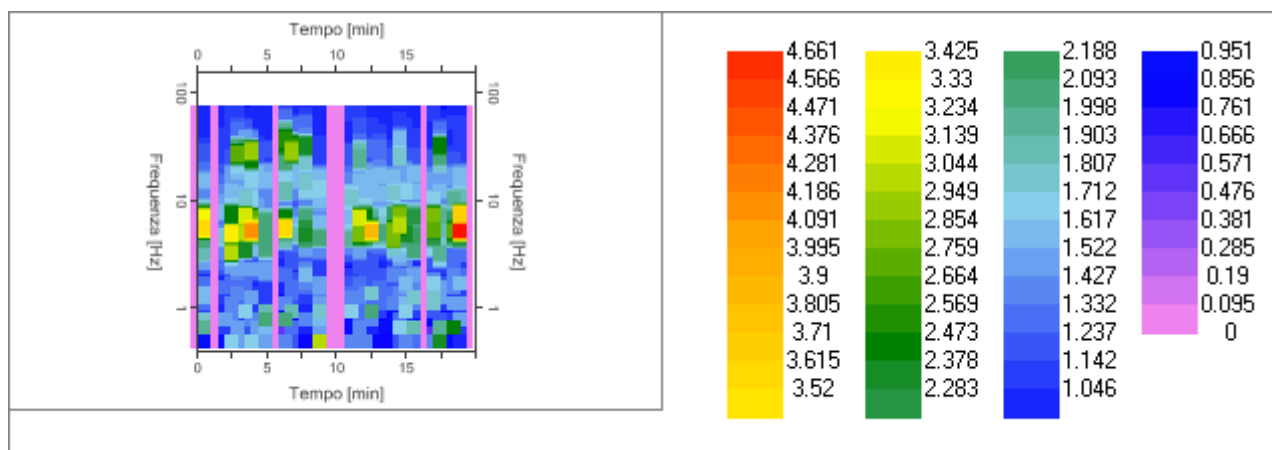 Tempo [min]
0 5 10 15
100 100
Frequenza [Hz] 10 10 Frequenza [Hz]
1 1
0 5 10 15
Tempo [min]
4.661 3.425 2.188 0.951
4.566 3.33 2.093 0.856
4.471 3.234 1.998 0.761
4.376 3.139 1.903 0.666
4.281 3.044 1.807 0.571
4.186 2.949 1.712 0.476
4.091 2.854 1.617 0.381
3.995 2.759 1.522 0.285
3.9 2.664 1.427 0.19
3.805 2.569 1.332 0.095
3.71 2.473 1.237 0
3.615 2.378 1.142
3.52 2.283 1.046